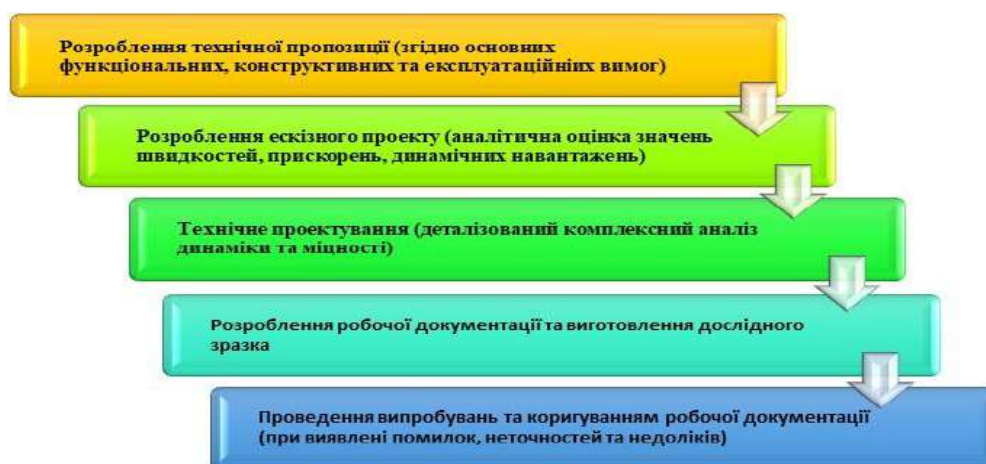 Розроблення технічної пропозиції (згідно основних
функціональних, конструктивних та експлуатаційніих вимог)
Розроблення ескізного проекту (аналітична оцінка значень
швидкостей, прискорень, динамічних навантажень)
Технічне проектування (деталізований комплексний аналіз
динаміки та міцності)
Розроблення робочої документації та виготовлення дослідного
зразка
Проведення випробувань та коригуванням робочої документації
(при виявлені помилок, неточностей та недоліків)